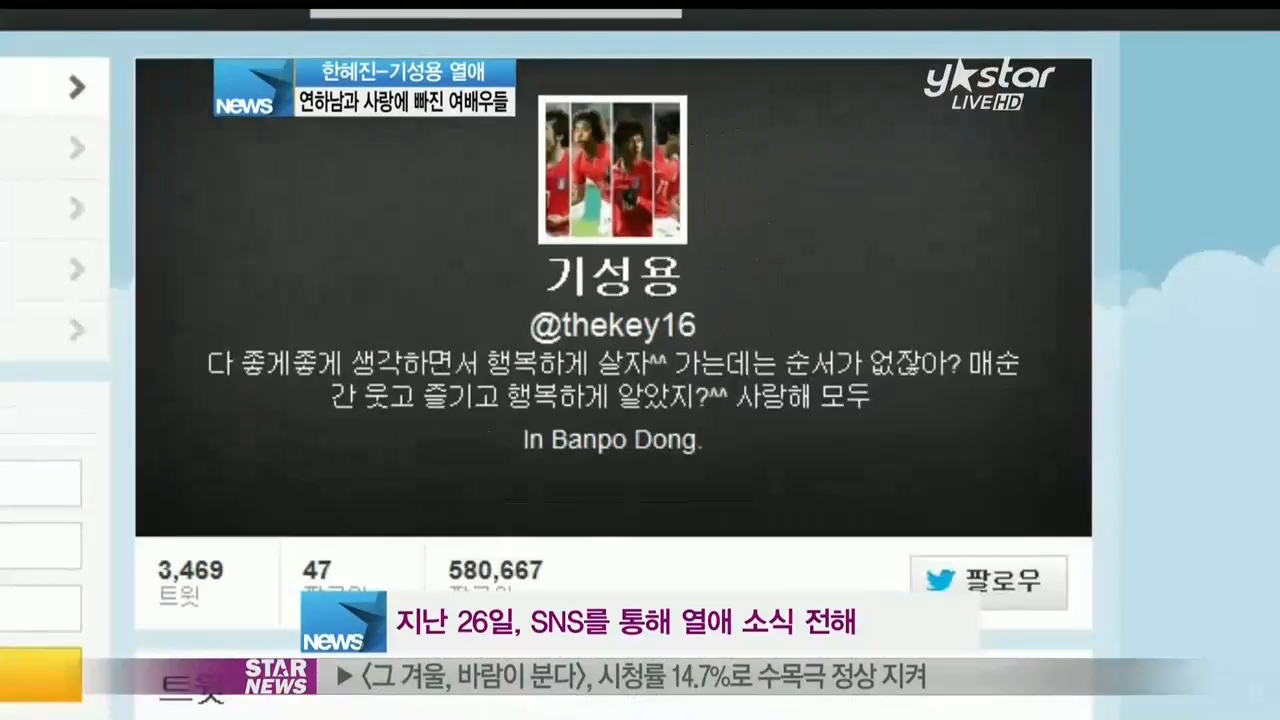 한혜진-기성용 열애
NEWS
연하남과 사랑에 빠진 여배우들
y★star
LIVE HD
기성용
@thekey16
다 좋게좋게 생각하면서 행복하게 살자^^ 가는데는 순서가 없잖아? 매순
간 웃고 즐기고 행복하게 알았지?^^ 사랑해 모두
In Banpo Dong.
3,469
트윗
47
580,667
팔로우
NEWS
지난 26일, SNS를 통해 열애 소식 전해
STAR
NEWS
▶〈그 겨울, 바람이 분다〉, 시청률 14.7%로 수목극 정상 지켜
트윗